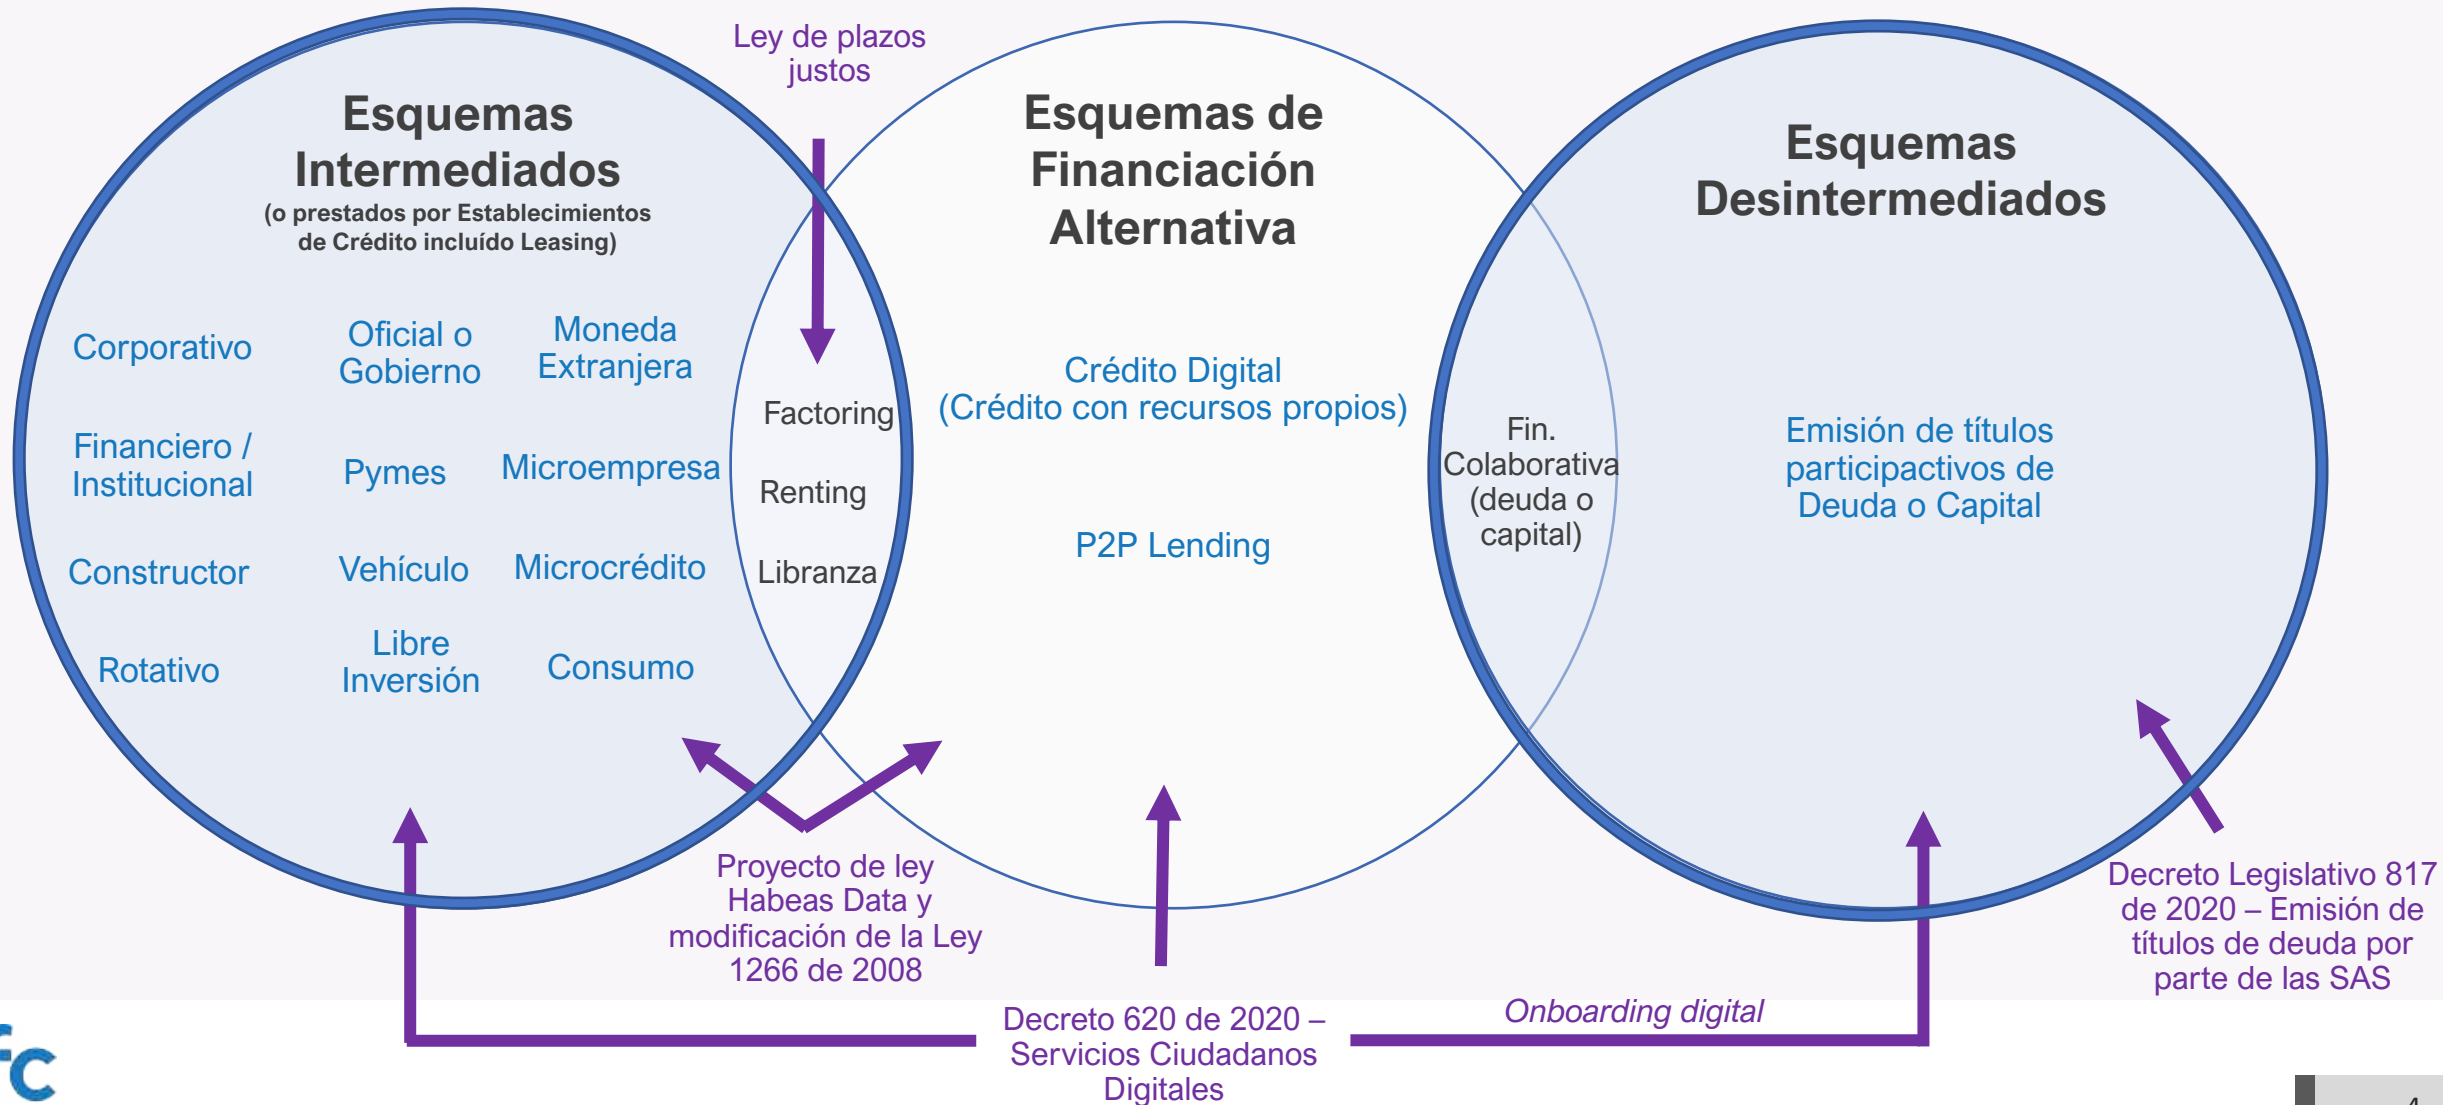 Ley de plazos
justos
Esquemas
Intermediados
(o prestados por Establecimientos
de Crédito incluído Leasing)
Corporativo
Oficial o
Gobierno
Moneda
Extranjera
Financiero /
Institucional
Pymes
Microempresa
Constructor
Vehículo
Microcrédito
Rotativo
Libre
Inversión
Consumo
Factoring
Renting
Libranza
Esquemas de
Financiación
Alternativa
Crédito Digital
(Crédito con recursos propios)
P2P Lending
Fin.
Colaborativa
(deuda o
capital)
Esquemas
Desintermediados
Emisión de títulos
participactivos de
Deuda o Capital
Proyecto de ley
Habeas Data y
modificación de la Ley
1266 de 2008
Decreto Legislativo 817
de 2020 – Emisión de
títulos de deuda por
parte de las SAS
Decreto 620 de 2020 –
Servicios Ciudadanos
Digitales
Onboarding digital